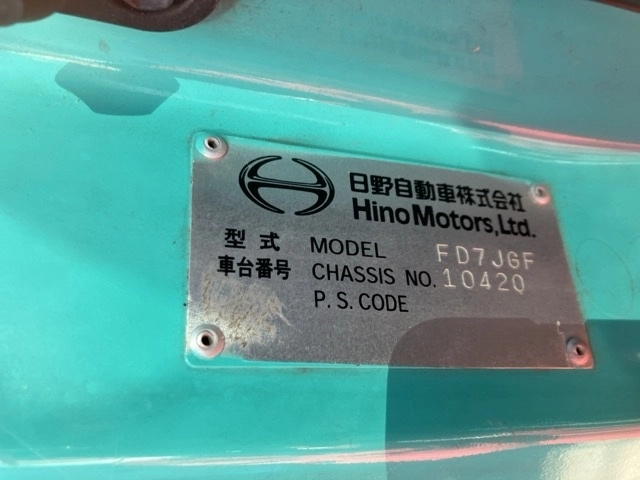 日野自動車株式会社
Hino Motors, Ltd.
型式 MODEL FD7JGF
車台番号 CHASSIS NO. 10420
P.S.CODE